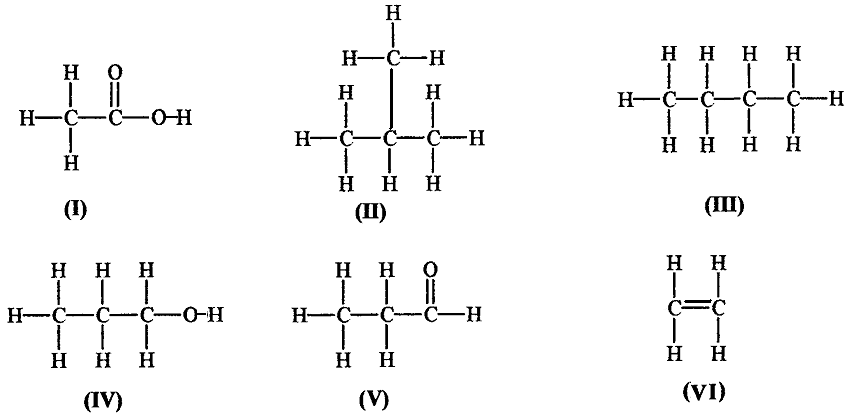 H O
H C C O H
H
(I)
H
H C H
H H
H C C C H
H H H
(II)
H H H H
H C C C C H
H H H H
(III)
H H H
H C C C O H
H H H
(IV)
H H O
H C C C H
H H
(V)
H H
C C
H H
(VI)